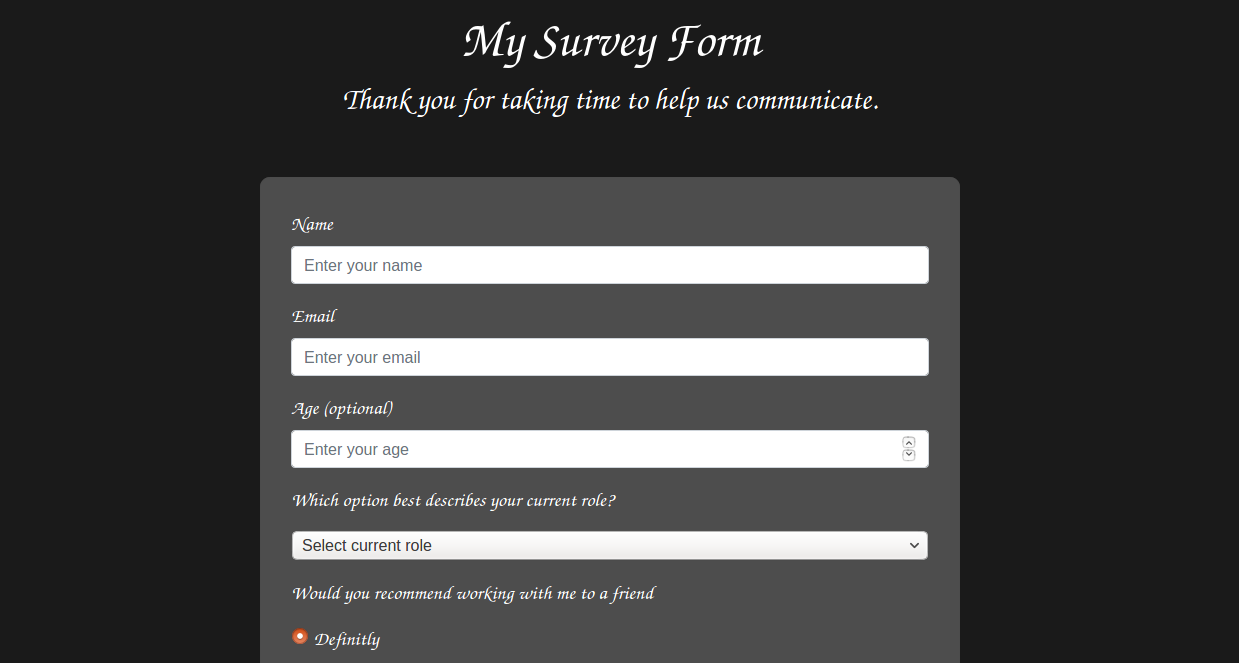 My Survey Form
Thank you for taking time to help us communicate.
Name
Enter your name
Email
Enter your email
Age (optional)
Enter your age
Which option best describes your current role?
Select current role
Would you recommend working with me to a friend
Definitly